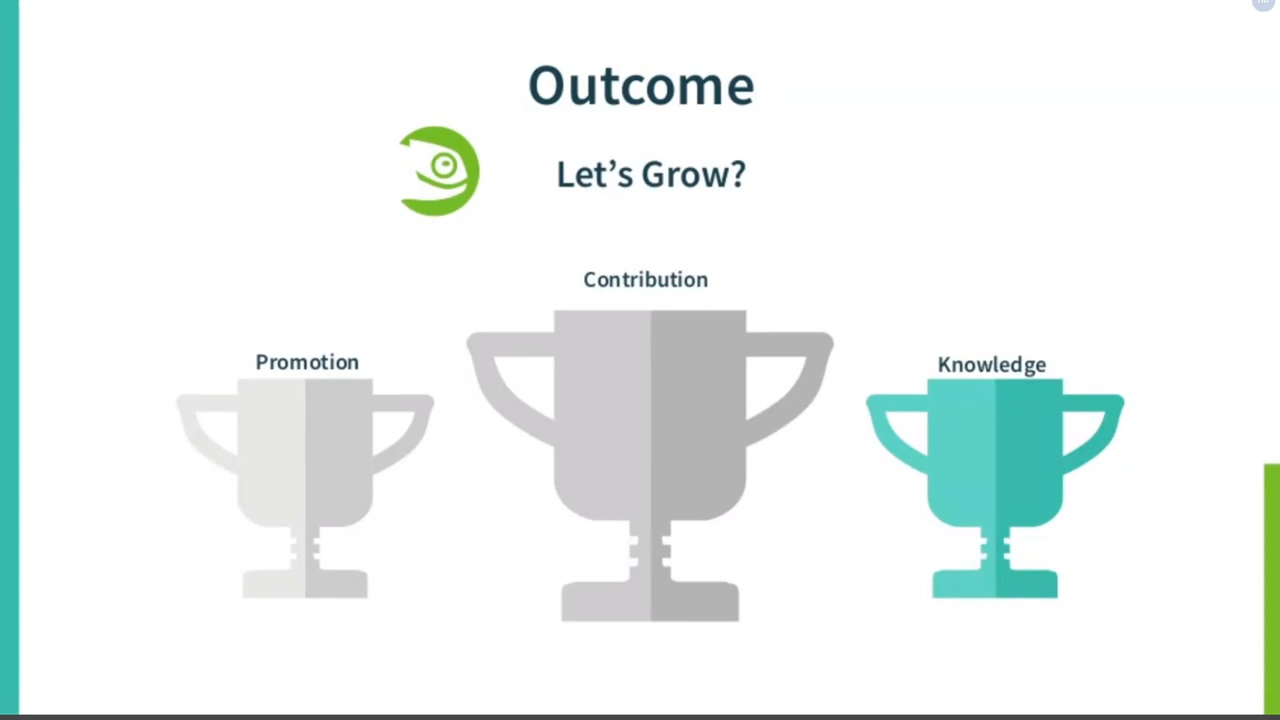 Outcome
Let’s Grow?
Contribution
Promotion
Knowledge